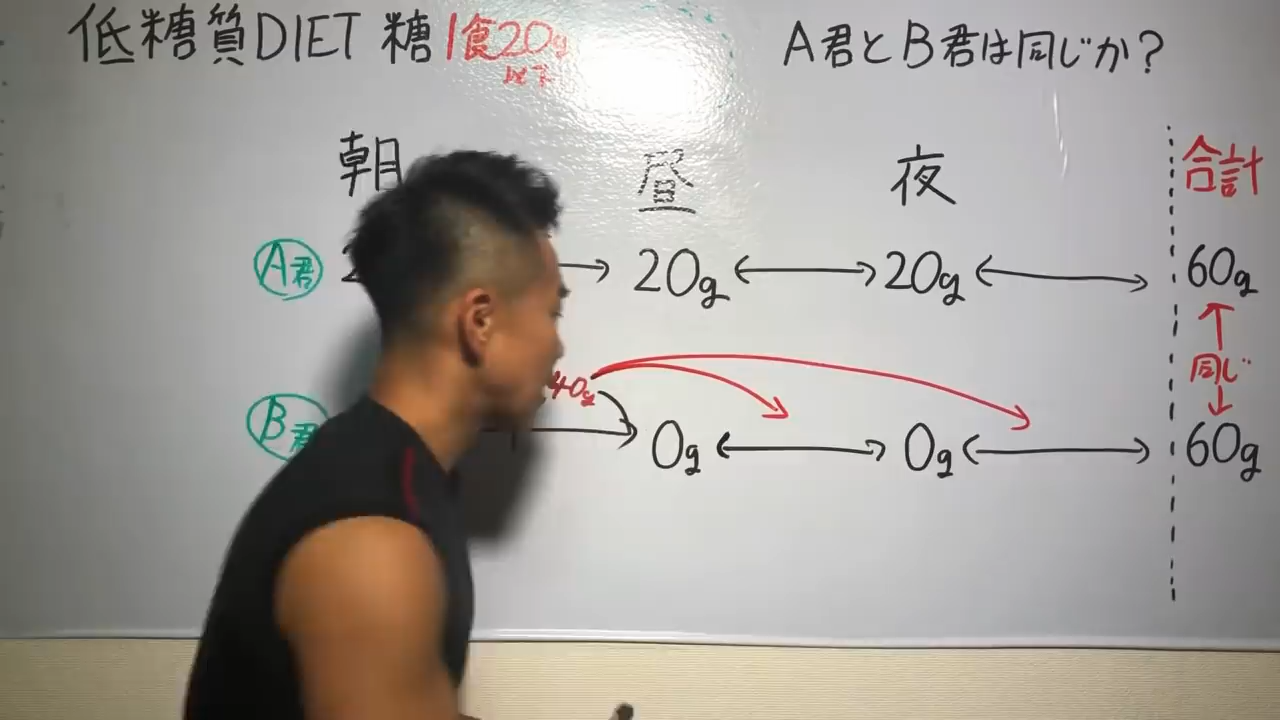 低糖質DIET 糖1食20g
以下
A君とB君は同じか?
朝 昼 夜 合計
A君 20g 20g 60g
同じ
40g
B君 0g 0g 60g